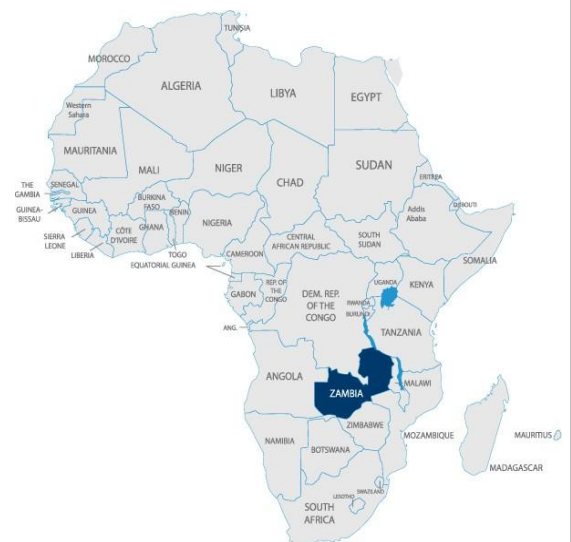 TUNISIA
MOROCCO
ALGERIA
LIBYA
EGYPT
Western
Sahara
MAURITANIA
MALI
NIGER
CHAD
SUDAN
ERITREA
THE
GAMBIA
SENEGAL
GUINEA-
BISSAU
GUINEA
BURKINA
FASO
BENIN
NIGERIA
Addis
Ababa
DJIBOUTI
SIERRA
LEONE
LIBERIA
CÔTE
D'IVOIRE
GHANA
TOGO
EQUATORIAL GUINEA
CAMEROON
CENTRAL
AFRICAN REPUBLIC
SOUTH
SUDAN
SOMALIA
GABON
REP. OF
THE
CONGO
DEM. REP.
OF THE
CONGO
UGANDA
KENYA
RWANDA
BURUNDI
ANG.
TANZANIA
ANGOLA
ZAMBIA
MALAWI
ZIMBABWE
MOZAMBIQUE
MAURITIUS
NAMIBIA
BOTSWANA
MADAGASCAR
SWAZILAND
LESOTHO
SOUTH
AFRICA